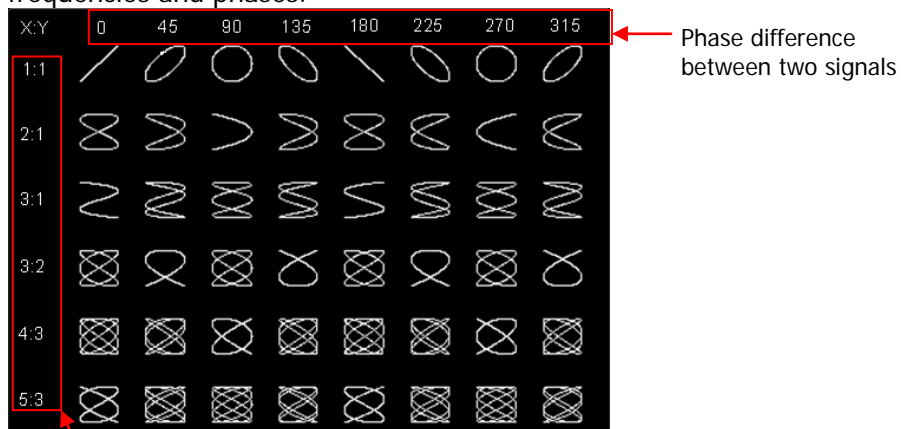 frequencies and phases.
X:Y 0 45 90 135 180 225 270 315
Phase difference
between two signals
1:1
2:1
3:1
3:2
4:3
5:3